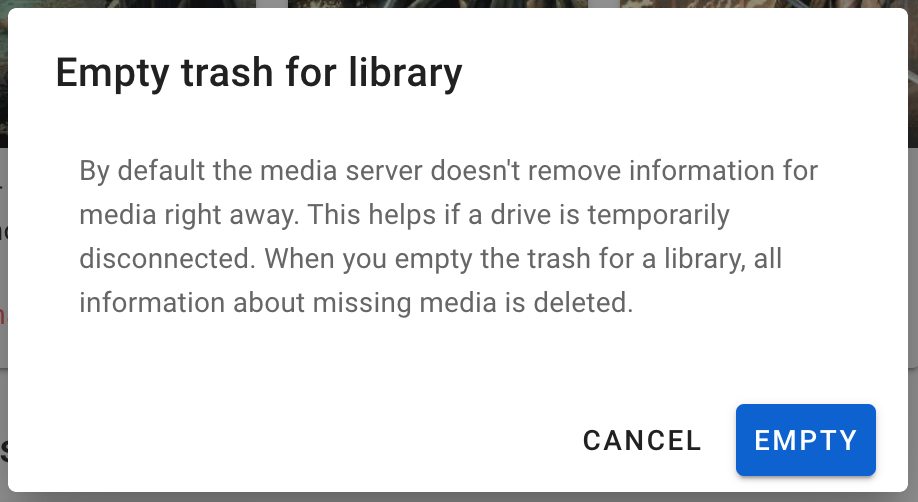 Empty trash for library
By default the media server doesn't remove information for
media right away. This helps if a drive is temporarily
disconnected. When you empty the trash for a library, all
information about missing media is deleted.
CANCEL EMPTY